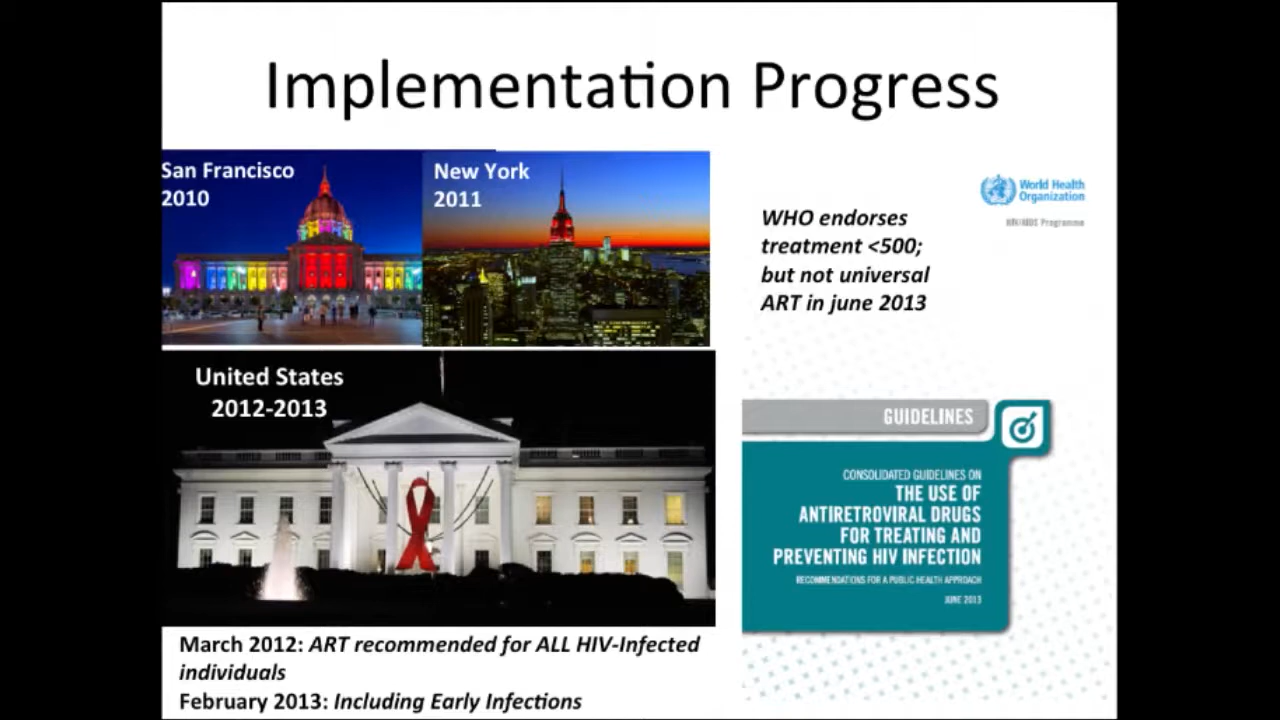 Implementation Progress
San Francisco
2010
New York
2011
WHO endorses
treatment <500;
but not universal
ART in june 2013
World Health
Organization
HIV/AIDS Programme
United States
2012-2013
GUIDELINES
CONSOLIDATED GUIDELINES ON
THE USE OF
ANTIRETROVIRAL DRUGS
FOR TREATING AND
PREVENTING HIV INFECTION
RECOMMENDATIONS FOR A PUBLIC HEALTH APPROACH
JUNE 2013
March 2012: ART recommended for ALL HIV-Infected
individuals
February 2013: Including Early Infections